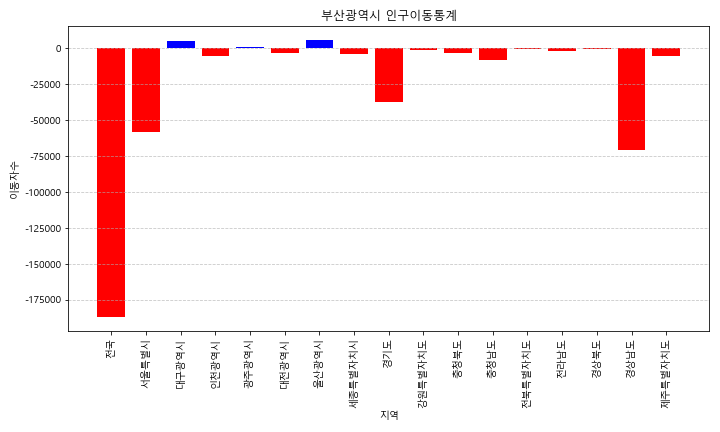 부산광역시 인구이동통계
이동자수
0
-25000
-50000
-75000
-100000
-125000
-150000
-175000
전국
서울특별시
대구광역시
인천광역시
광주광역시
대전광역시
울산광역시
세종특별자치시
경기도
강원특별자치도
충청북도
충청남도
전북특별자치도
전라남도
경상북도
경상남도
제주특별자치도
지역